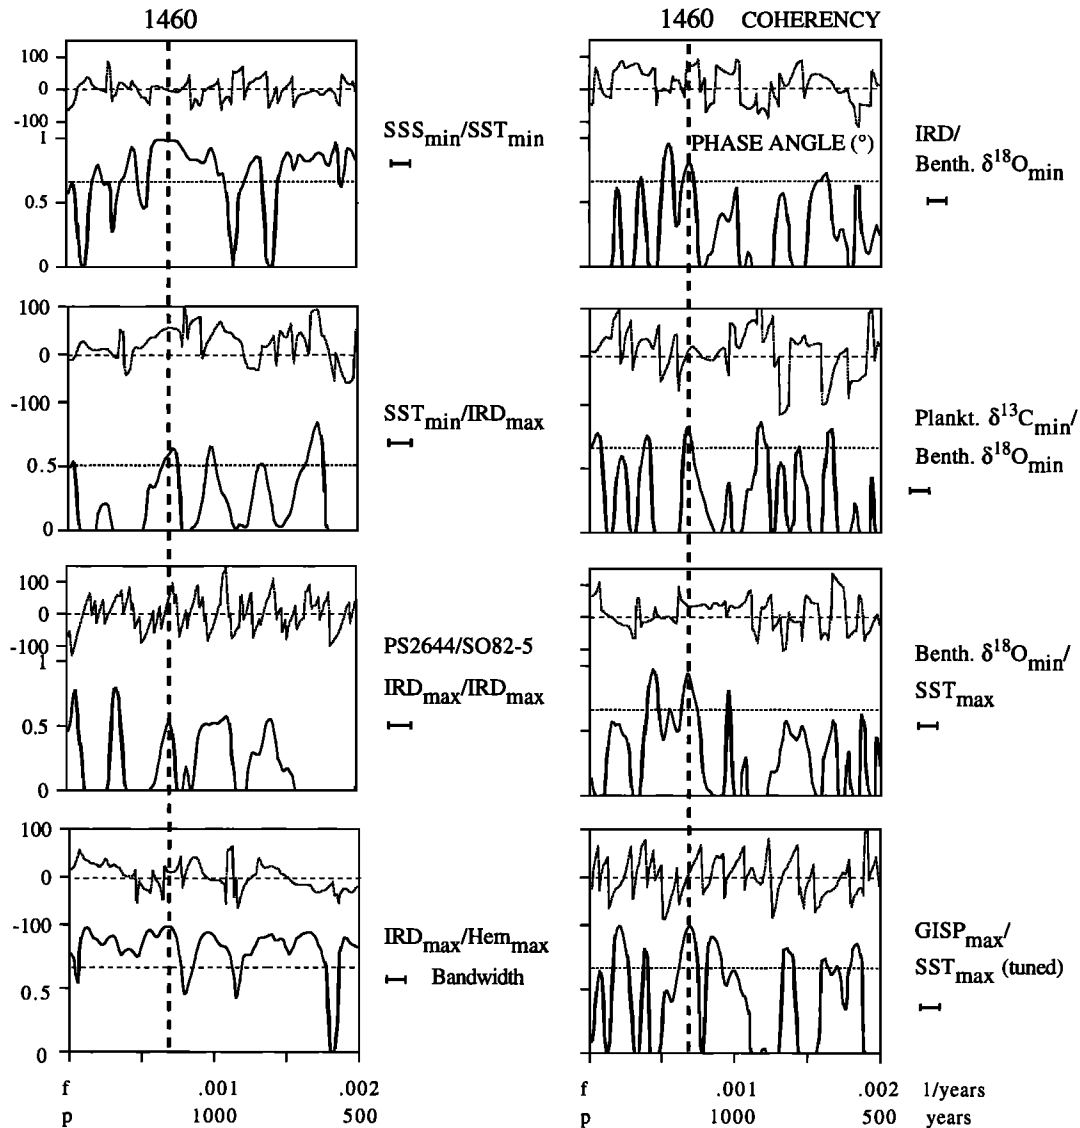 1460
1460 COHERENCY
100
0
-100
1
0.5
0
SSS_min/SST_min
PHASE ANGLE (°)
IRD/
Benth. δ¹⁸O_min
100
0
-100
0.5
0
SST_min/IRD_max
Plankt. δ¹³C_min/
Benth. δ¹⁸O_min
100
0
-100
1
0.5
0
PS2644/SO82-5
IRD_max/IRD_max
Benth. δ¹⁸O_min/
SST_max
100
0
-100
0.5
0
IRD_max/Hem_max
Bandwidth
GISP_max/
SST_max (tuned)
f .001 .002 f .001 .002 1/years
p 1000 500 p 1000 500 years